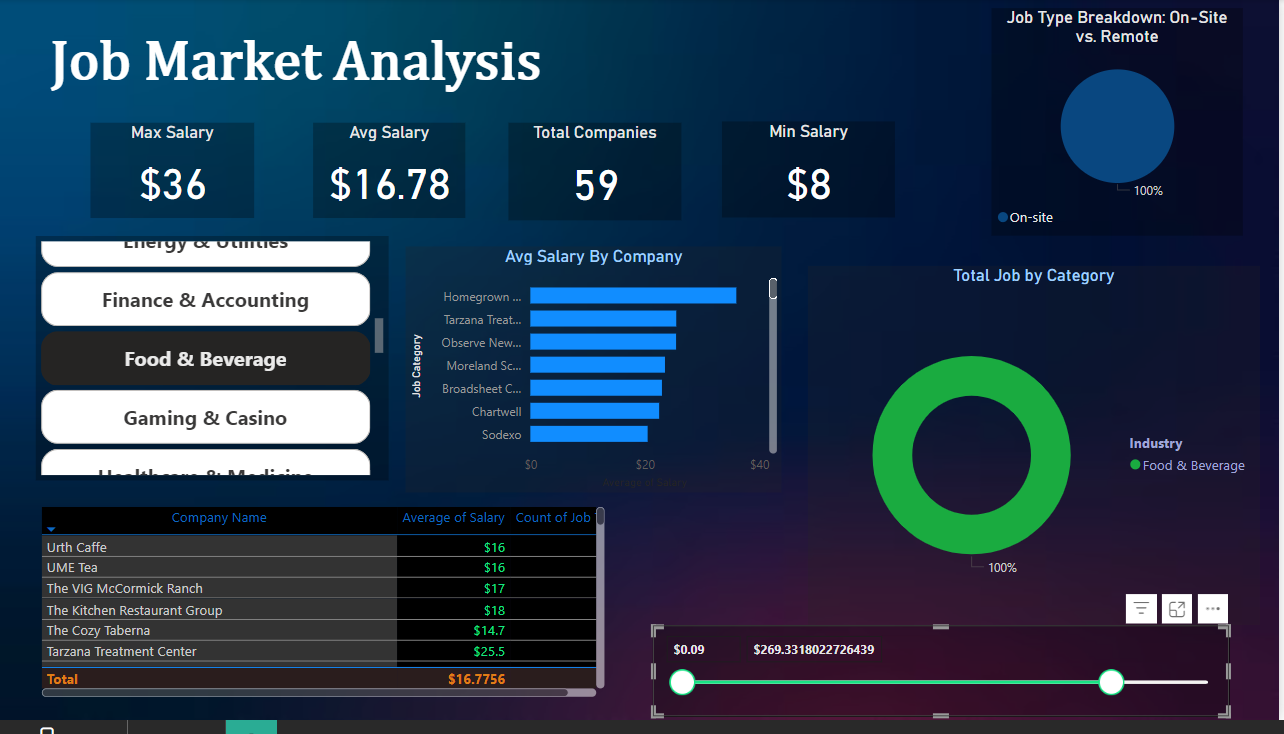 Job Market Analysis
Job Type Breakdown: On-Site
vs. Remote
100%
On-site
Max Salary
$36
Avg Salary
$16.78
Total Companies
59
Min Salary
$8
Energy & Utilities
Finance & Accounting
Food & Beverage
Gaming & Casino
Healthcare & Medicine
Avg Salary By Company
Job Category
Homegrown ...
Tarzana Treat...
Observe New...
Moreland Sc...
Broadsheet C...
Chartwell
Sodexo
$0 $20 $40
Average of Salary
Total Job by Category
100%
Industry
Food & Beverage
Company Name Average of Salary Count of Job
Urth Caffe $16
UME Tea $16
The VIG McCormick Ranch $17
The Kitchen Restaurant Group $18
The Cozy Taberna $14.7
Tarzana Treatment Center $25.5
Total $16.7756
$0.09 $269.3318022726439